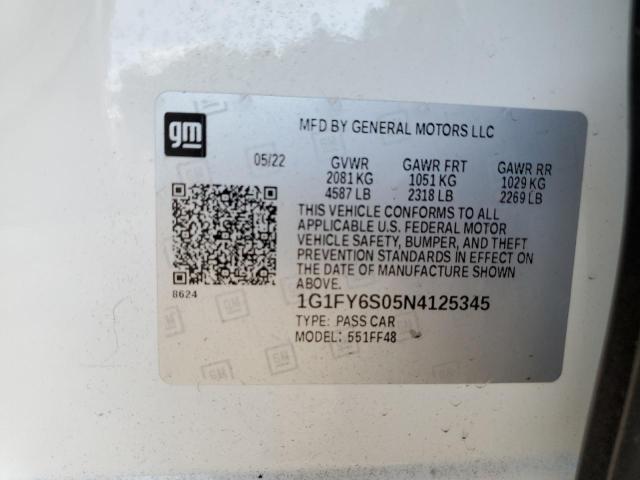 gm
MFD BY GENERAL MOTORS LLC
05/22 GVWR GAWR FRT GAWR RR
2081 KG 1051 KG 1029 KG
4587 LB 2318 LB 2269 LB
THIS VEHICLE CONFORMS TO ALL
APPLICABLE U.S. FEDERAL MOTOR
VEHICLE SAFETY, BUMPER, AND THEFT
PREVENTION STANDARDS IN EFFECT ON
THE DATE OF MANUFACTURE SHOWN
ABOVE.
8624
1G1FY6S05N4125345
TYPE: PASS CAR
MODEL: 551FF48